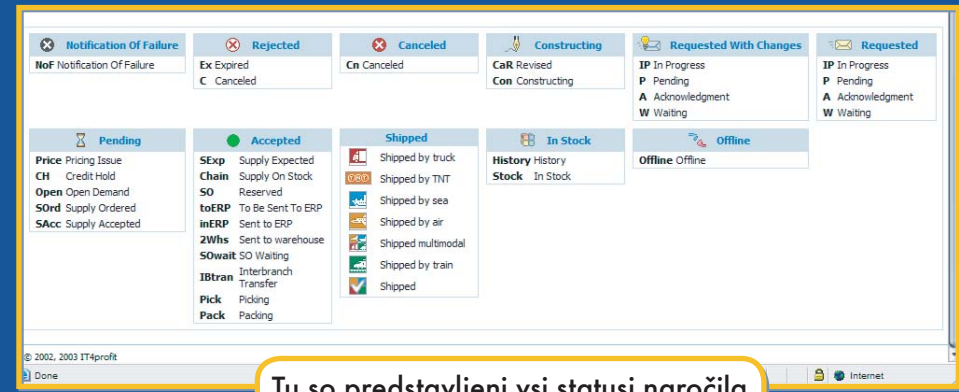 Notification Of Failure
NoF Notification Of Failure
Rejected
Ex Expired
C Canceled
Canceled
Cn Canceled
Constructing
CaR Revised
Con Constructing
Requested With Changes
IP In Progress
P Pending
A Acknowledgment
W Waiting
Requested
IP In Progress
P Pending
A Acknowledgment
W Waiting
Pending
Price Pricing Issue
CH Credit Hold
Open Open Demand
SOrd Supply Ordered
SAcc Supply Accepted
Accepted
SExp Supply Expected
Chain Supply On Stock
SO Reserved
toERP To Be Sent To ERP
inERP Sent to ERP
2Whs Sent to warehouse
SOwait SO Waiting
IBtran Interbranch
Transfer
Pick Picking
Pack Packing
Shipped
Shipped by truck
TNT Shipped by TNT
Shipped by sea
Shipped by air
Shipped multimodal
Shipped by train
Shipped
In Stock
History History
Stock In Stock
Offline
Offline Offline
© 2002, 2003 IT4profit
Done
Internet
Tu so predstavljeni vsi statusi naročila